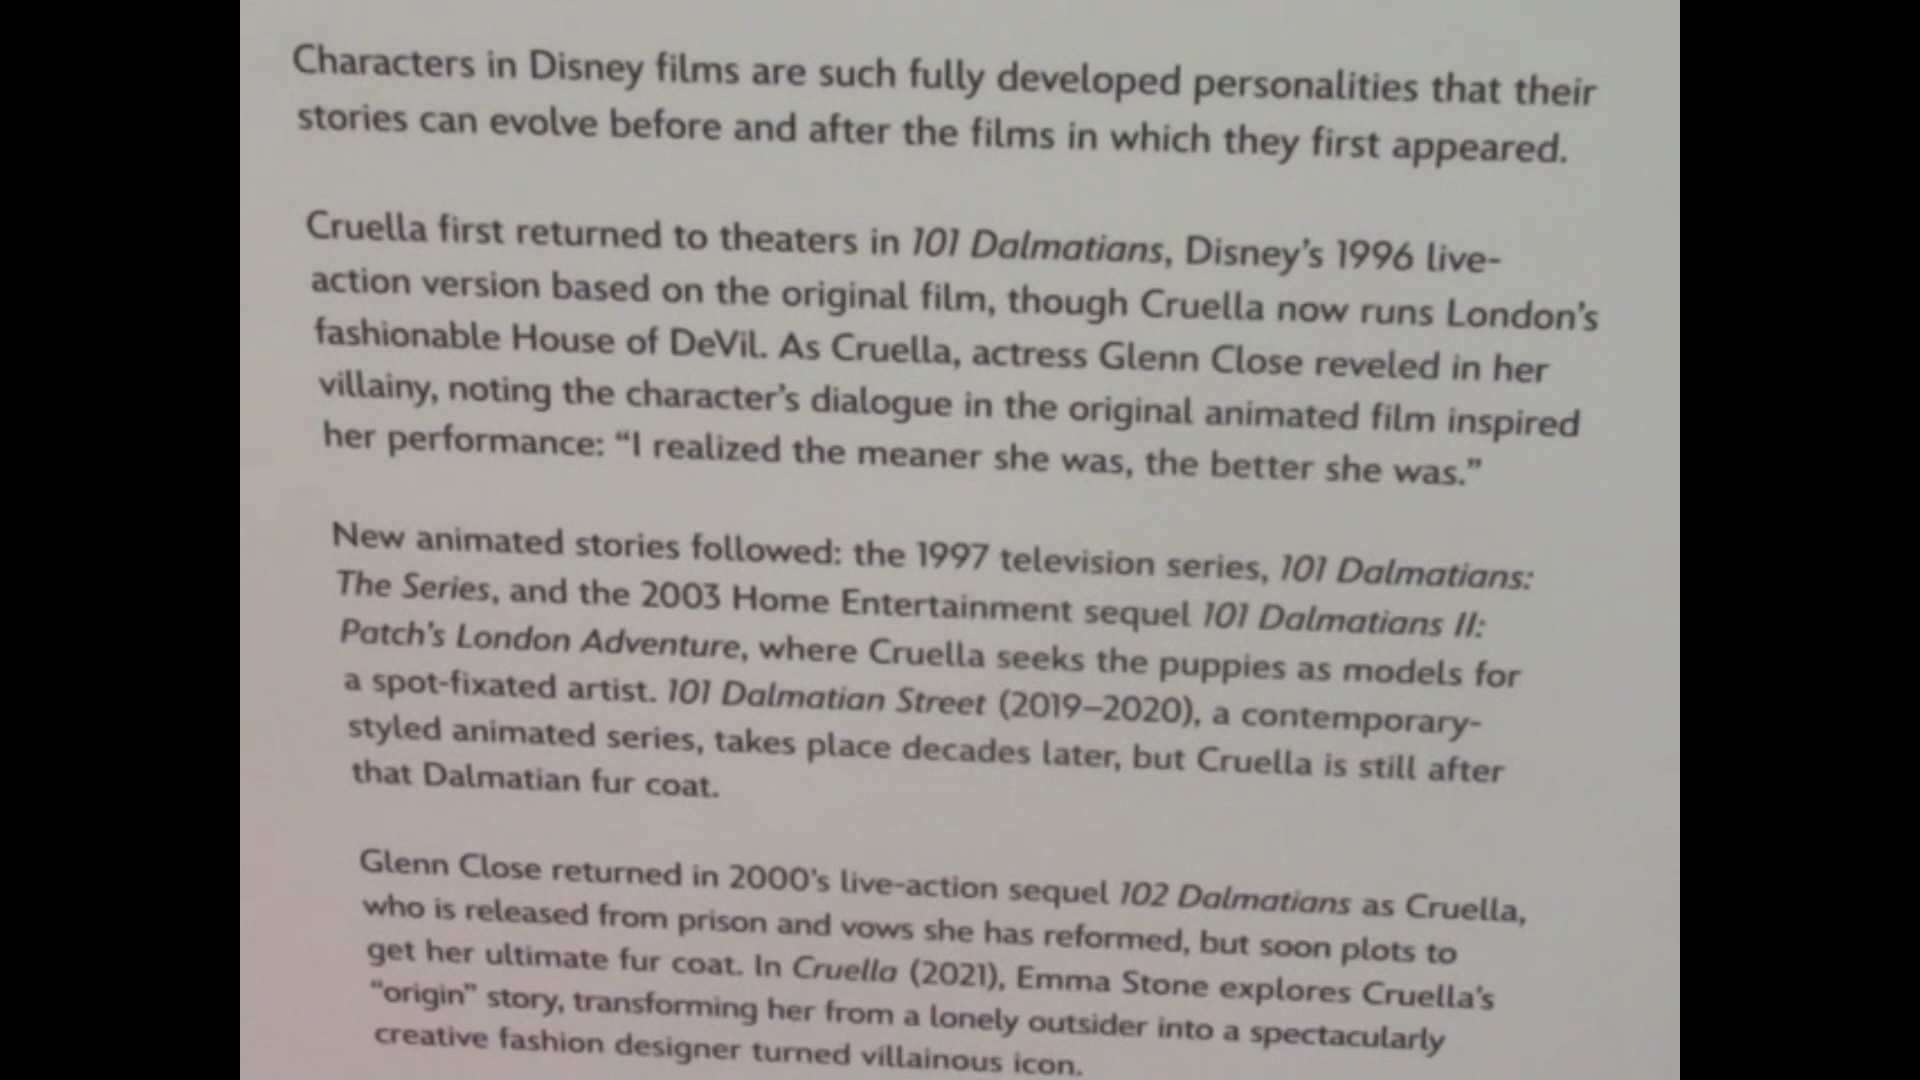 Characters in Disney films are such fully developed personalities that their
stories can evolve before and after the films in which they first appeared.
Cruella first returned to theaters in 101 Dalmatians, Disney's 1996 live-
action version based on the original film, though Cruella now runs London's
fashionable House of DeVil. As Cruella, actress Glenn Close reveled in her
villainy, noting the character's dialogue in the original animated film inspired
her performance: “I realized the meaner she was, the better she was.”
New animated stories followed: the 1997 television series, 101 Dalmatians:
The Series, and the 2003 Home Entertainment sequel 101 Dalmatians II:
Patch's London Adventure, where Cruella seeks the puppies as models for
a spot-fixated artist. 101 Dalmatian Street (2019–2020), a contemporary-
styled animated series, takes place decades later, but Cruella is still after
that Dalmatian fur coat.
Glenn Close returned in 2000's live-action sequel 102 Dalmatians as Cruella,
who is released from prison and vows she has reformed, but soon plots to
get her ultimate fur coat. In Cruella (2021), Emma Stone explores Cruella's
“origin” story, transforming her from a lonely outsider into a spectacularly
creative fashion designer turned villainous icon.